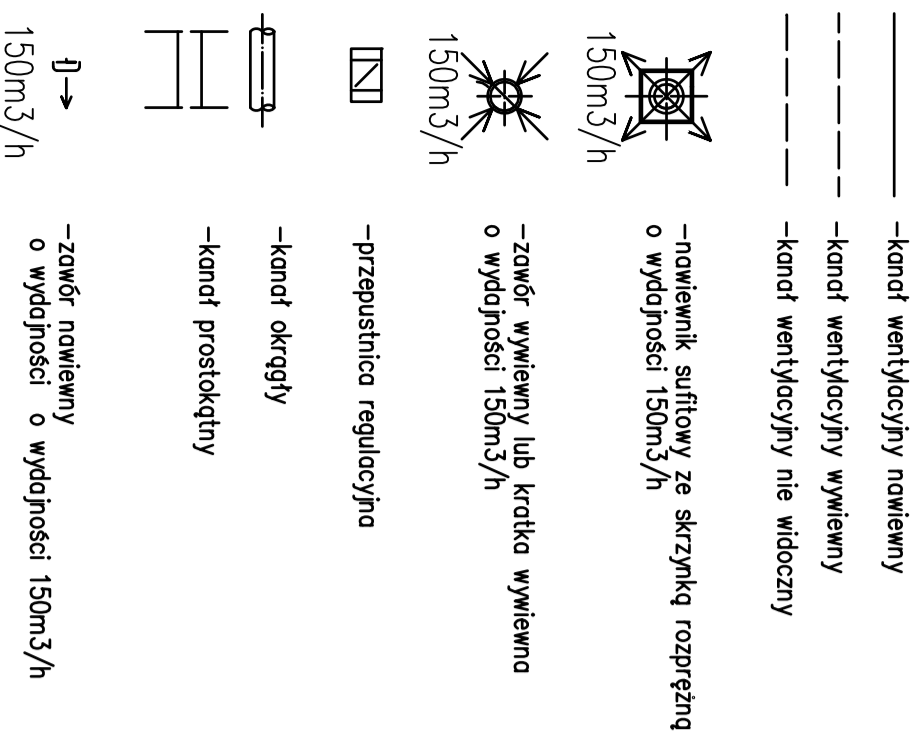 -kanał wentylacyjny nawiewny
-kanał wentylacyjny wywiewny
-kanał wentylacyjny nie widoczny
150m3/h
-nawiewnik sufitowy ze skrzynką rozprężną
o wydajności 150m3/h
150m3/h
-zawór wywiewny lub kratka wywiewna
o wydajności 150m3/h
-przepustnica regulacyjna
-kanał okrągły
-kanał prostokątny
150m3/h
-zawór nawiewny
o wydajności o wydajności 150m3/h